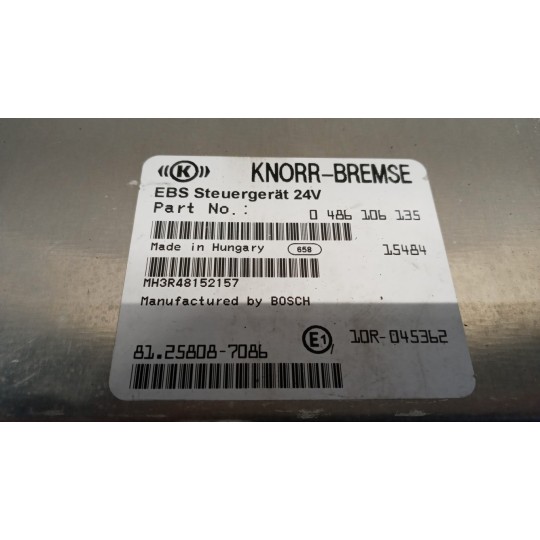 K KNORR-BREMSE
EBS Steuergerät 24V
Part No.: 0 486 106 135
Made in Hungary 658 15484
MH3R48152157
Manufactured by BOSCH
81.25808-7086 E1 10R-045362